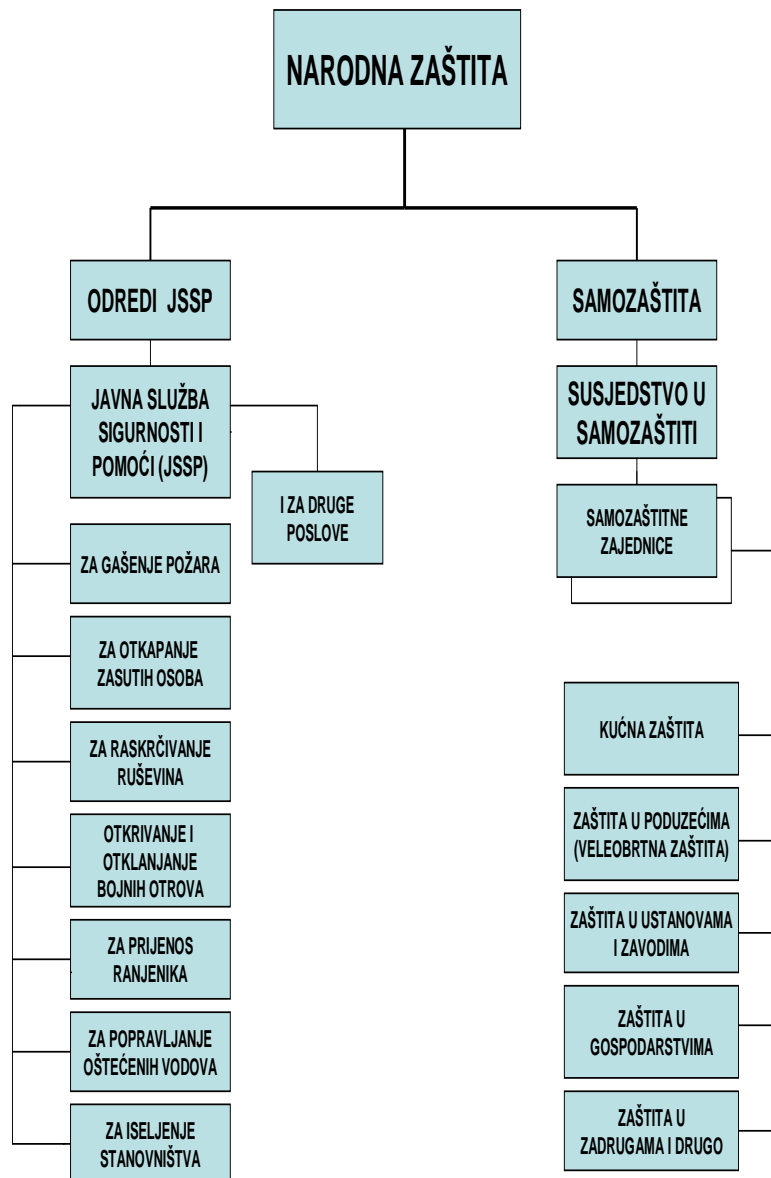 NARODNA ZAŠTITA
ODREDI JSSP
JAVNA SLUŽBA
SIGURNOSTI I
POMOĆI (JSSP)
I ZA DRUGE
POSLOVE
ZA GAŠENJE POŽARA
ZA OTKAPANJE
ZASUTIH OSOBA
ZA RASKRČIVANJE
RUŠEVINA
OTKRIVANJE I
OTKLANJANJE
BOJNIH OTROVA
ZA PRIJENOS
RANJENIKA
ZA POPRAVLJANJE
OŠTEĆENIH VODOVA
ZA ISELJENJE
STANOVNIŠTVA
SAMOZAŠTITA
SUSJEDSTVO U
SAMOZAŠTITI
SAMOZAŠTITNE
ZAJEDNICE
KUĆNA ZAŠTITA
ZAŠTITA U PODUZEĆIMA
(VELEOBRTNA ZAŠTITA)
ZAŠTITA U USTANOVAMA
I ZAVODIMA
ZAŠTITA U
GOSPODARSTVIMA
ZAŠTITA U
ZADRUGAMA I DRUGO